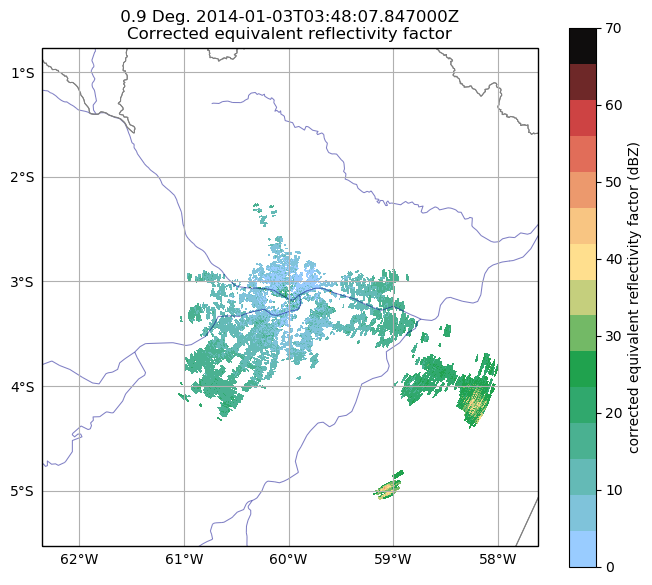 0.9 Deg. 2014-01-03T03:48:07.847000Z
Corrected equivalent reflectivity factor
1°S
2°S
3°S
4°S
5°S
62°W
61°W
60°W
59°W
58°W
70
60
50
40
30
20
10
0
corrected equivalent reflectivity factor (dBZ)